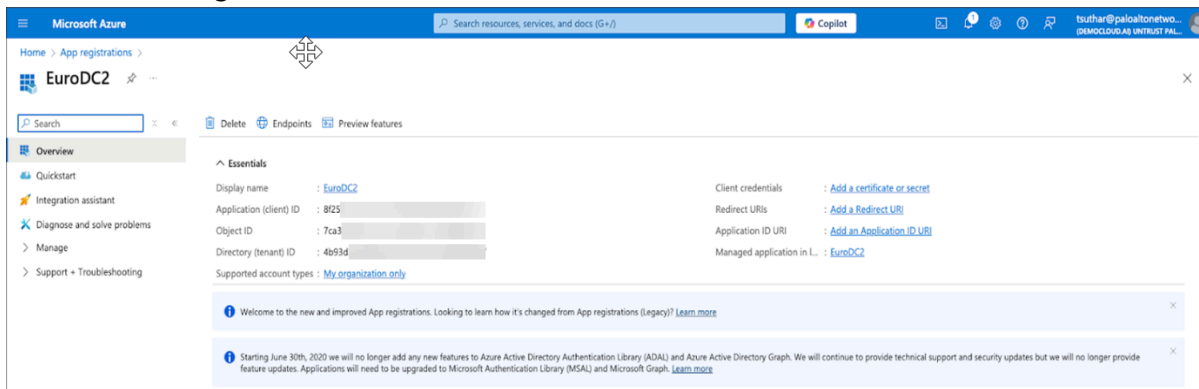 Microsoft Azure
Search resources, services, and docs (G+/)
Copilot
1
tsuthar@paloaltonetwo...
(DEMOCLOUD.AI) UNTRUST PAL...
Home > App registrations >
EuroDC2
Search
Delete Endpoints Preview features
Overview
Quickstart
Integration assistant
Diagnose and solve problems
Manage
Support + Troubleshooting
Essentials
Display name : EuroDC2
Application (client) ID : 8f25
Object ID : 7ca3
Directory (tenant) ID : 4b93d
Supported account types : My organization only
Client credentials : Add a certificate or secret
Redirect URIs : Add a Redirect URI
Application ID URI : Add an Application ID URI
Managed application in l... : EuroDC2
Welcome to the new and improved App registrations. Looking to learn how it's changed from App registrations (Legacy)? Learn more
Starting June 30th, 2020 we will no longer add any new features to Azure Active Directory Authentication Library (ADAL) and Azure Active Directory Graph. We will continue to provide technical support and security updates but we will no longer provide
feature updates. Applications will need to be upgraded to Microsoft Authentication Library (MSAL) and Microsoft Graph. Learn more